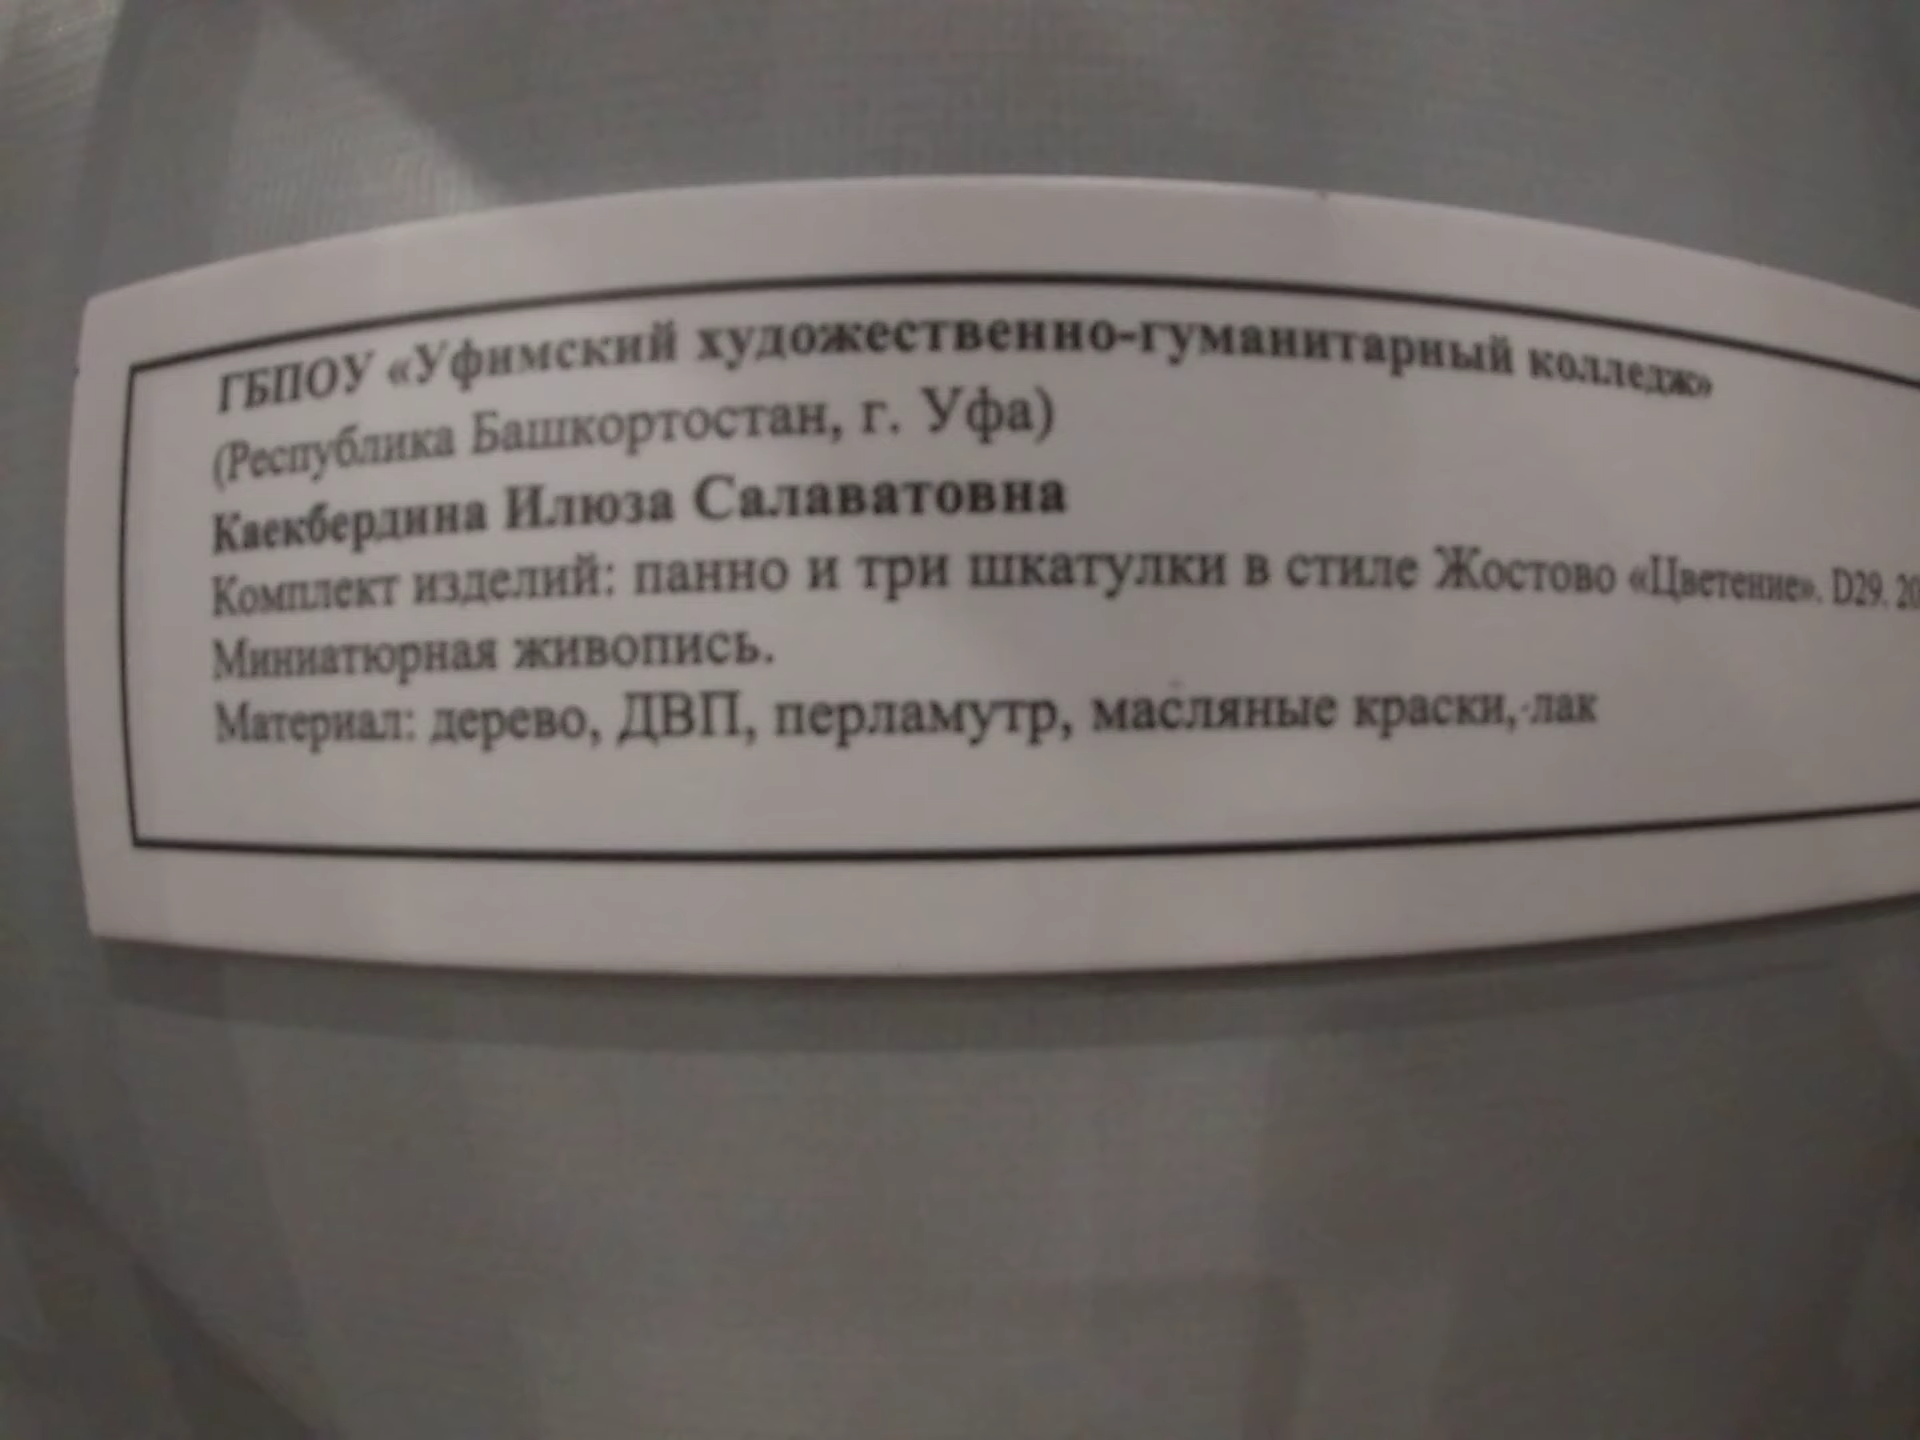 ГБПОУ «Уфимский художественно-гуманитарный колледж»
(Республика Башкортостан, г. Уфа)
Каекбердина Илюза Салаватовна
Комплект изделий: панно и три шкатулки в стиле Жостово «Цветение». D29. 20
Миниатюрная живопись.
Материал: дерево, ДВП, перламутр, масляные краски, лак